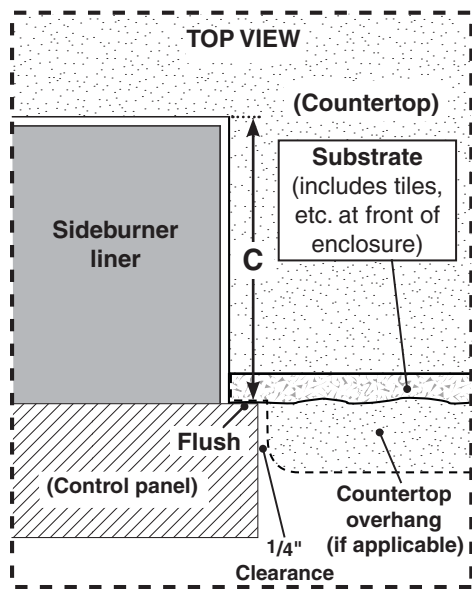 TOP VIEW
(Countertop)
Substrate
(includes tiles,
etc. at front of
enclosure)
Sideburner
liner
C
Flush
(Control panel)
Countertop
overhang
(if applicable)
1/4"
Clearance